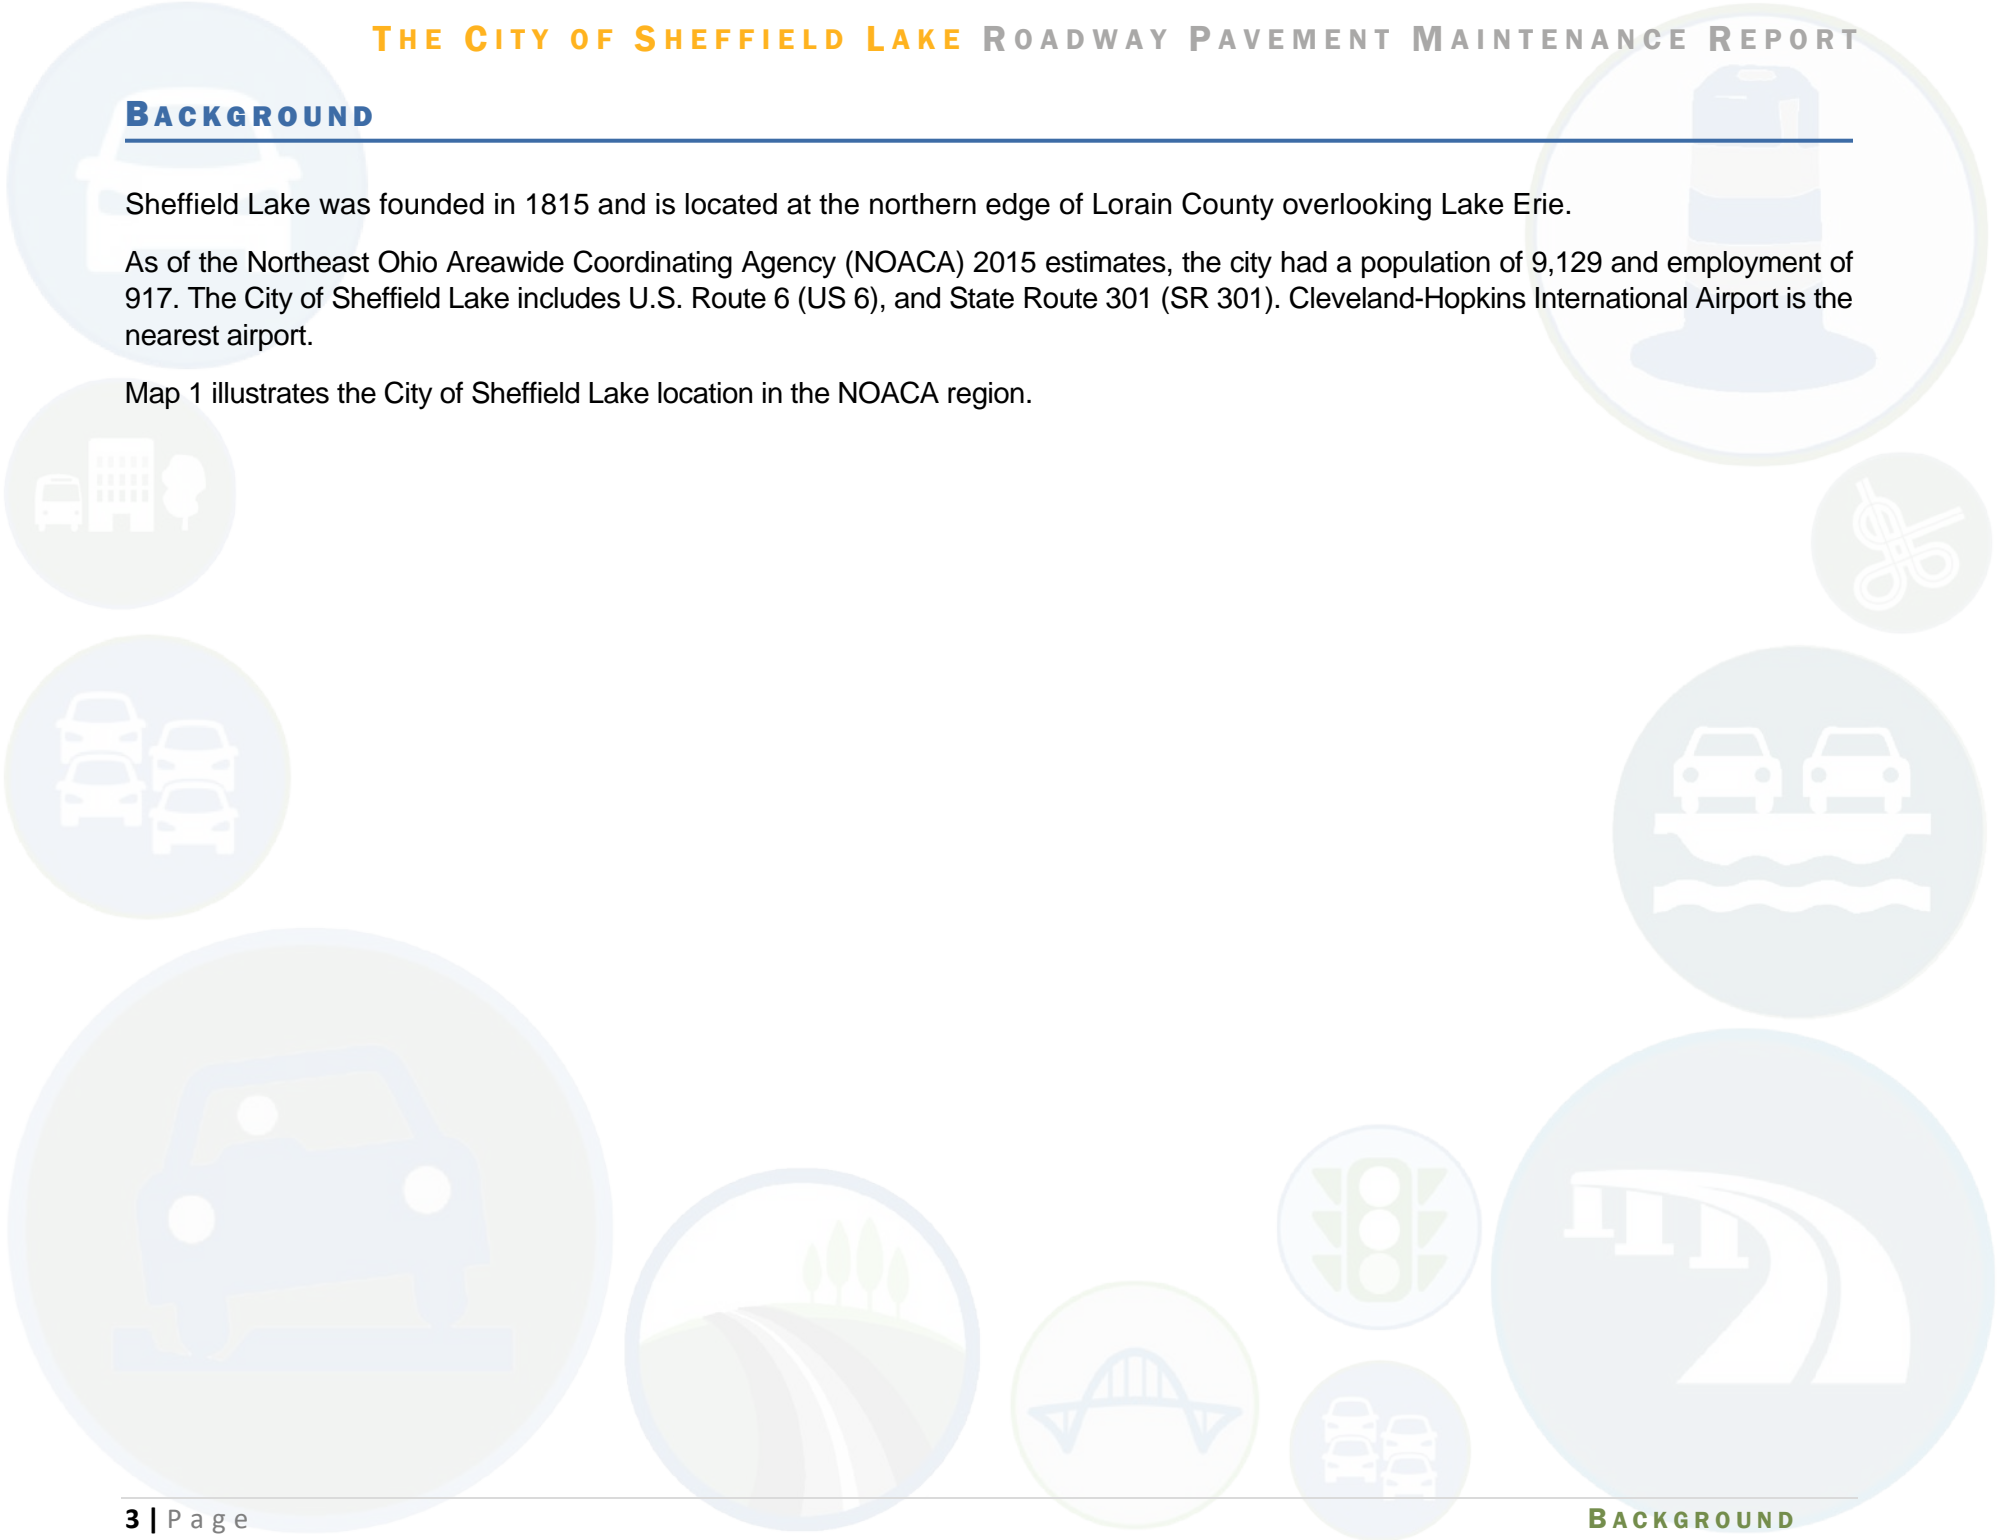 THE CITY OF SHEFFIELD LAKE ROADWAY PAVEMENT MAINTENANCE REPORT
BACKGROUND
Sheffield Lake was founded in 1815 and is located at the northern edge of Lorain County overlooking Lake Erie.
As of the Northeast Ohio Areawide Coordinating Agency (NOACA) 2015 estimates, the city had a population of 9,129 and employment of
917. The City of Sheffield Lake includes U.S. Route 6 (US 6), and State Route 301 (SR 301). Cleveland-Hopkins International Airport is the
nearest airport.
Map 1 illustrates the City of Sheffield Lake location in the NOACA region.
3 | Page
BACKGROUND